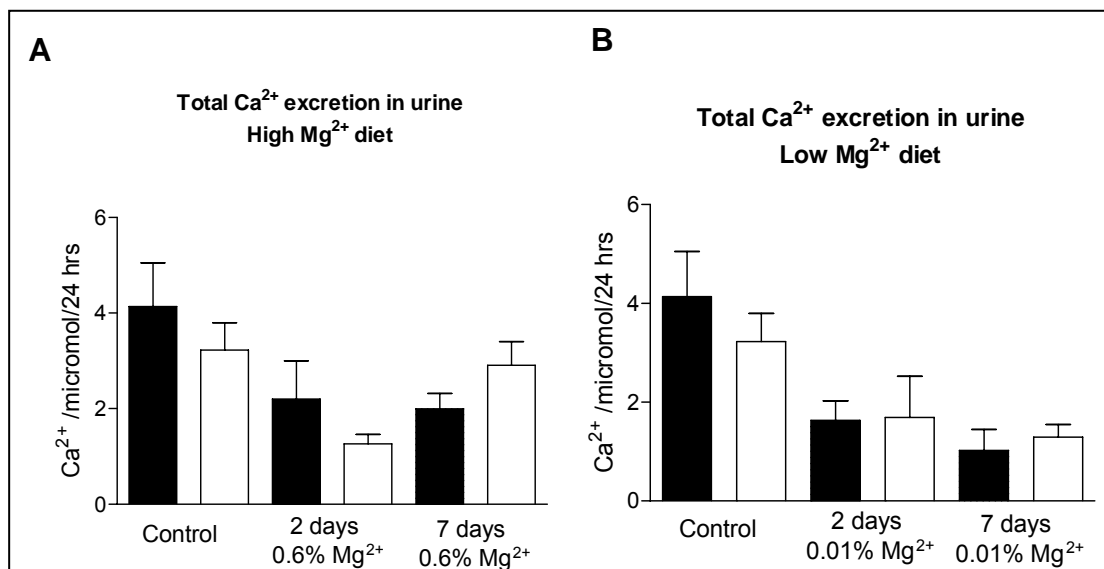 A
Total Ca²⁺ excretion in urine
High Mg²⁺ diet
Ca²⁺ /micromol/24 hrs
6
4
2
0
Control
2 days
0.6% Mg²⁺
7 days
0.6% Mg²⁺
B
Total Ca²⁺ excretion in urine
Low Mg²⁺ diet
Ca²⁺ /micromol/24 hrs
6
4
2
0
Control
2 days
0.01% Mg²⁺
7 days
0.01% Mg²⁺